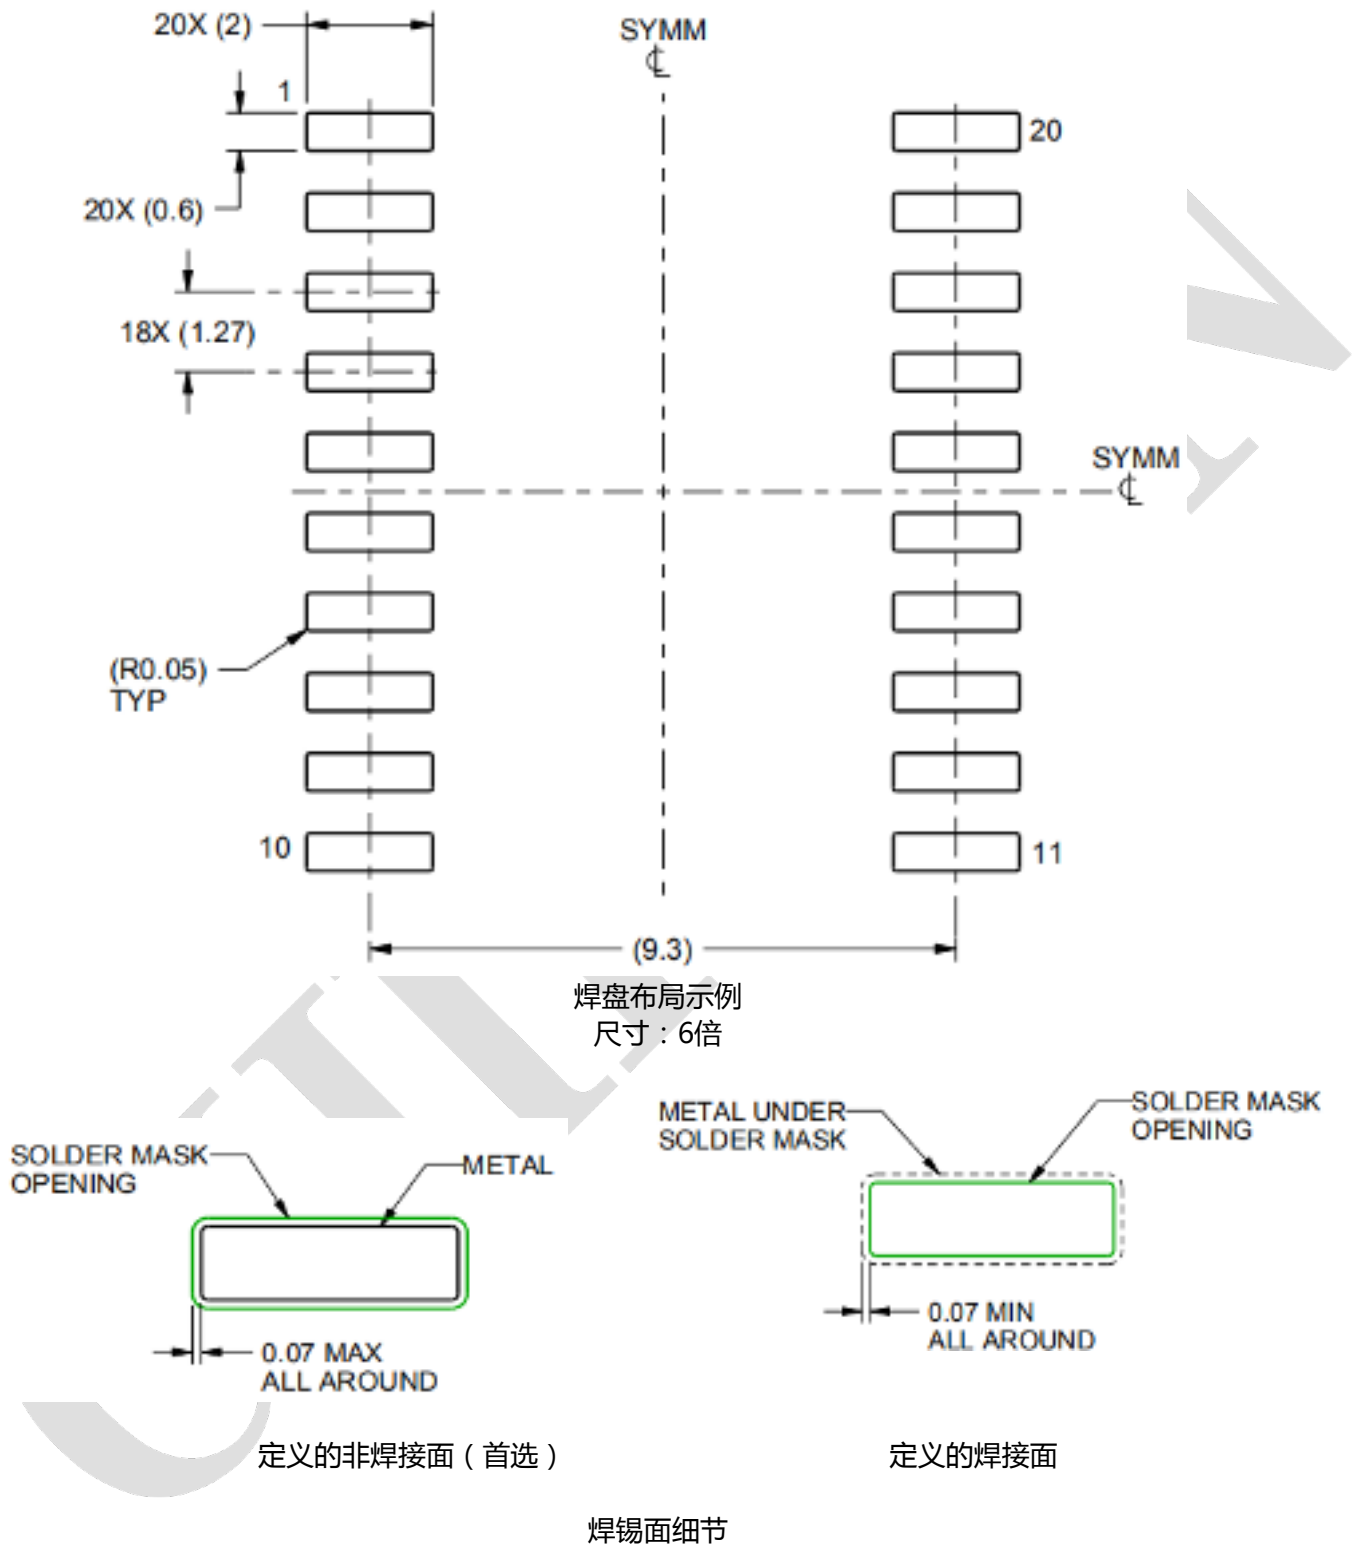 20X (2)
SYMM
1
20
20X (0.6)
18X (1.27)
SYMM
(R0.05)
TYP
10
11
(9.3)
焊盘布局示例
尺寸：6倍
METAL UNDER
SOLDER MASK
SOLDER MASK
OPENING
SOLDER MASK
OPENING
METAL
0.07 MIN
ALL AROUND
0.07 MAX
ALL AROUND
定义的非焊接面（首选）
定义的焊接面
焊锡面细节